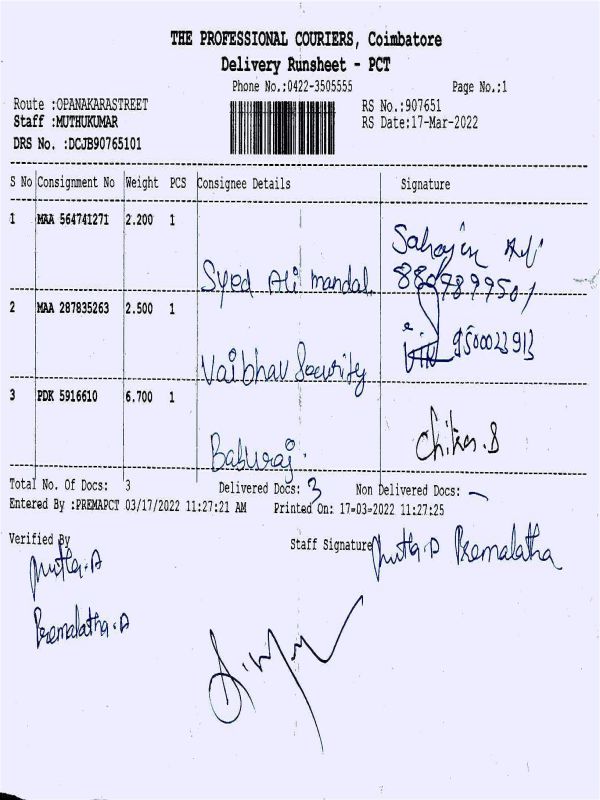 THE PROFESSIONAL COURIERS, Coimbatore
Delivery Runsheet - PCT
Phone No.:0422-3505555 Page No.:1
Route :OPANAKARASTREET RS No.:907651
Staff :MUTHUKUMAR RS Date:17-Mar-2022
DRS No. :DCJB90765101
S No Consignment No Weight PCS Consignee Details Signature
1 MAA 564741271 2.200 1
Syed Ali Mandal
2 MAA 287835263 2.500 1
9500023913
Vaibhav Security
3 PDK 5916610 6.700 1
Baburaj.
Total No. Of Docs: 3 Delivered Docs: 3 Non Delivered Docs: -
Entered By :PREMAPCT 03/17/2022 11:27:21 AM Printed On: 17-03-2022 11:27:25
Verified By Staff Signature
Premalatha
Premalatha.D